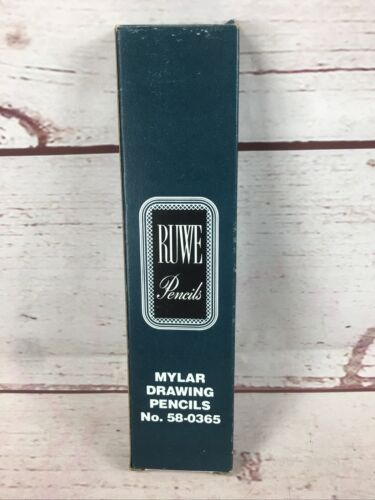 RUWE
Pencils
MYLAR
DRAWING
PENCILS
No. 58-0365